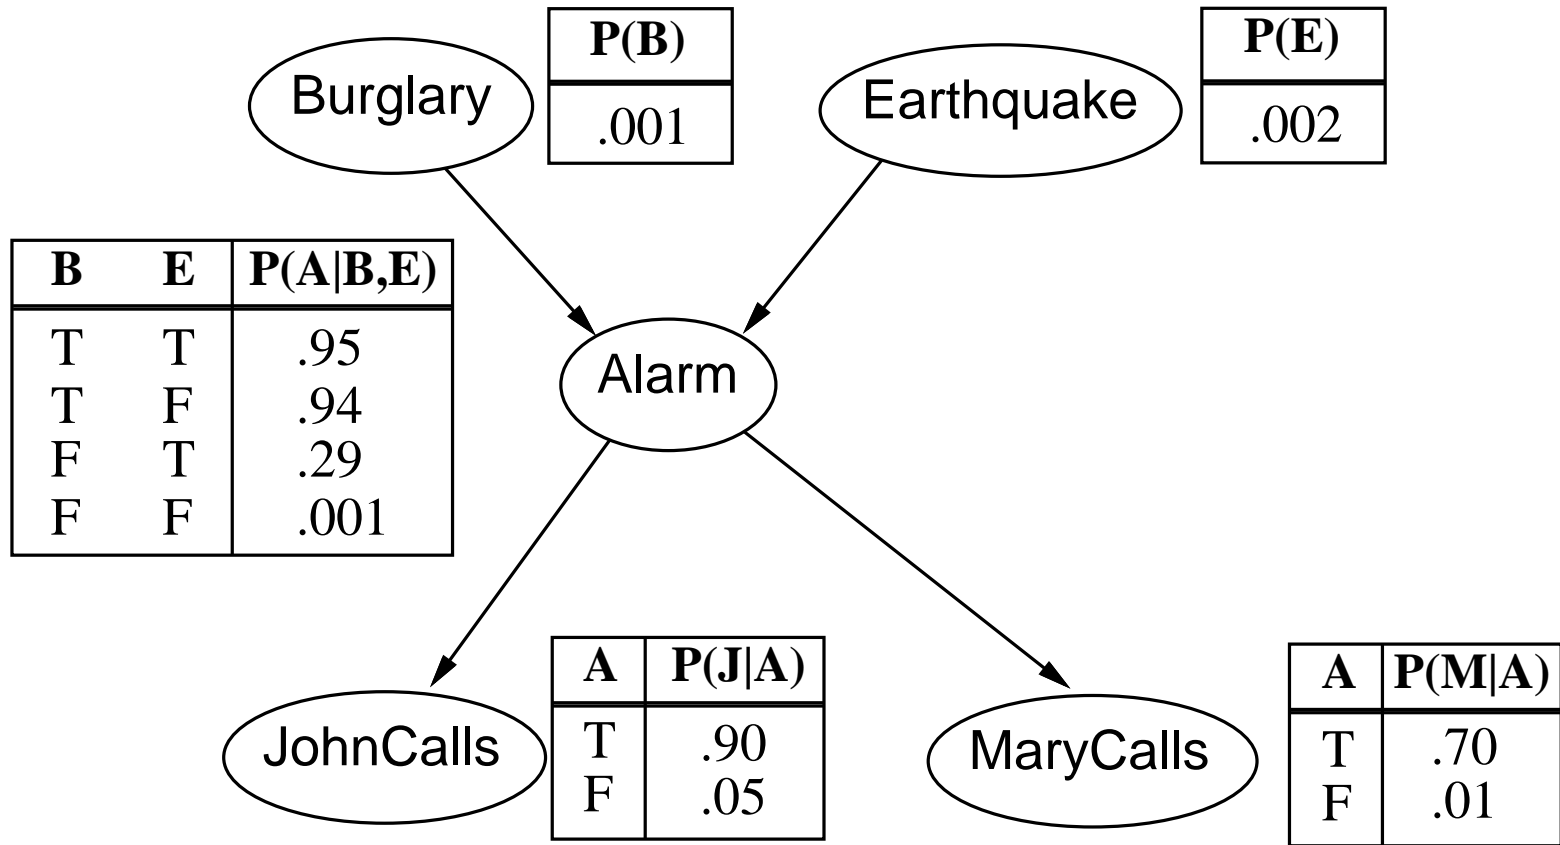 Burglary
P(B)
.001
Earthquake
P(E)
.002
B E P(A|B,E)
T T .95
T F .94
F T .29
F F .001
Alarm
JohnCalls
A P(J|A)
T .90
F .05
MaryCalls
A P(M|A)
T .70
F .01